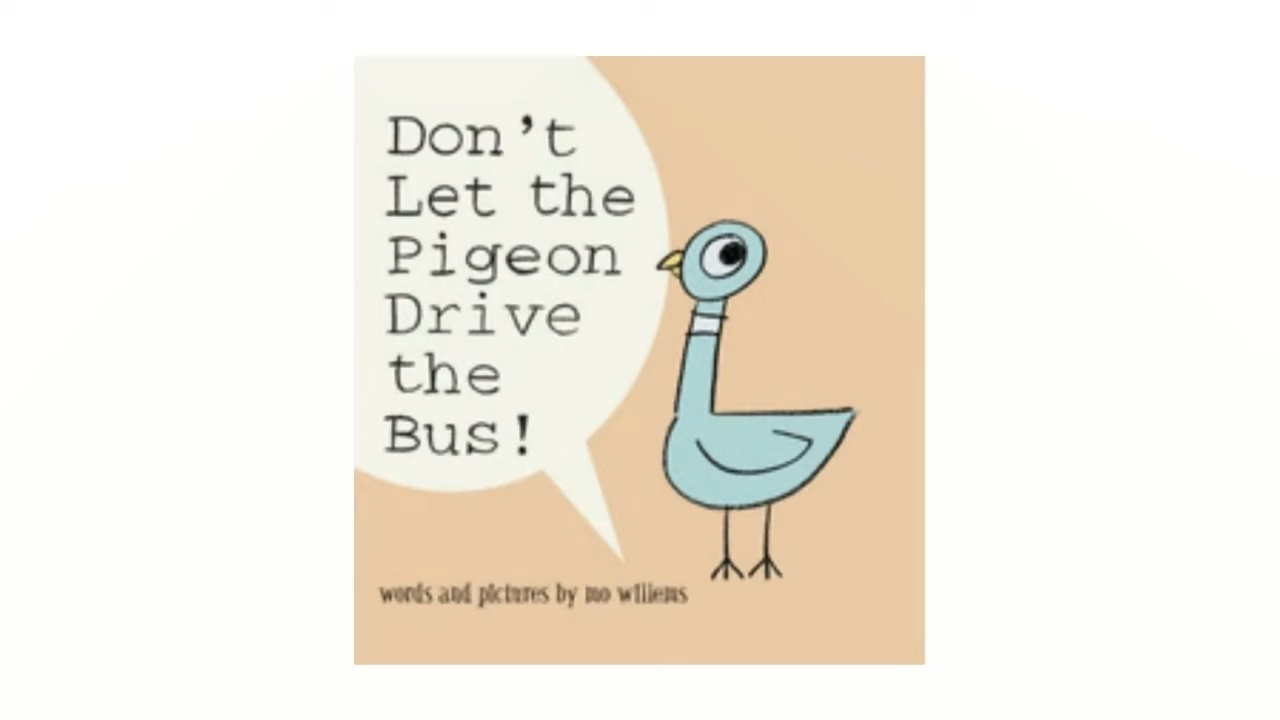 Don't
Let the
Pigeon
Drive
the
Bus!
words and pictures by mo willems